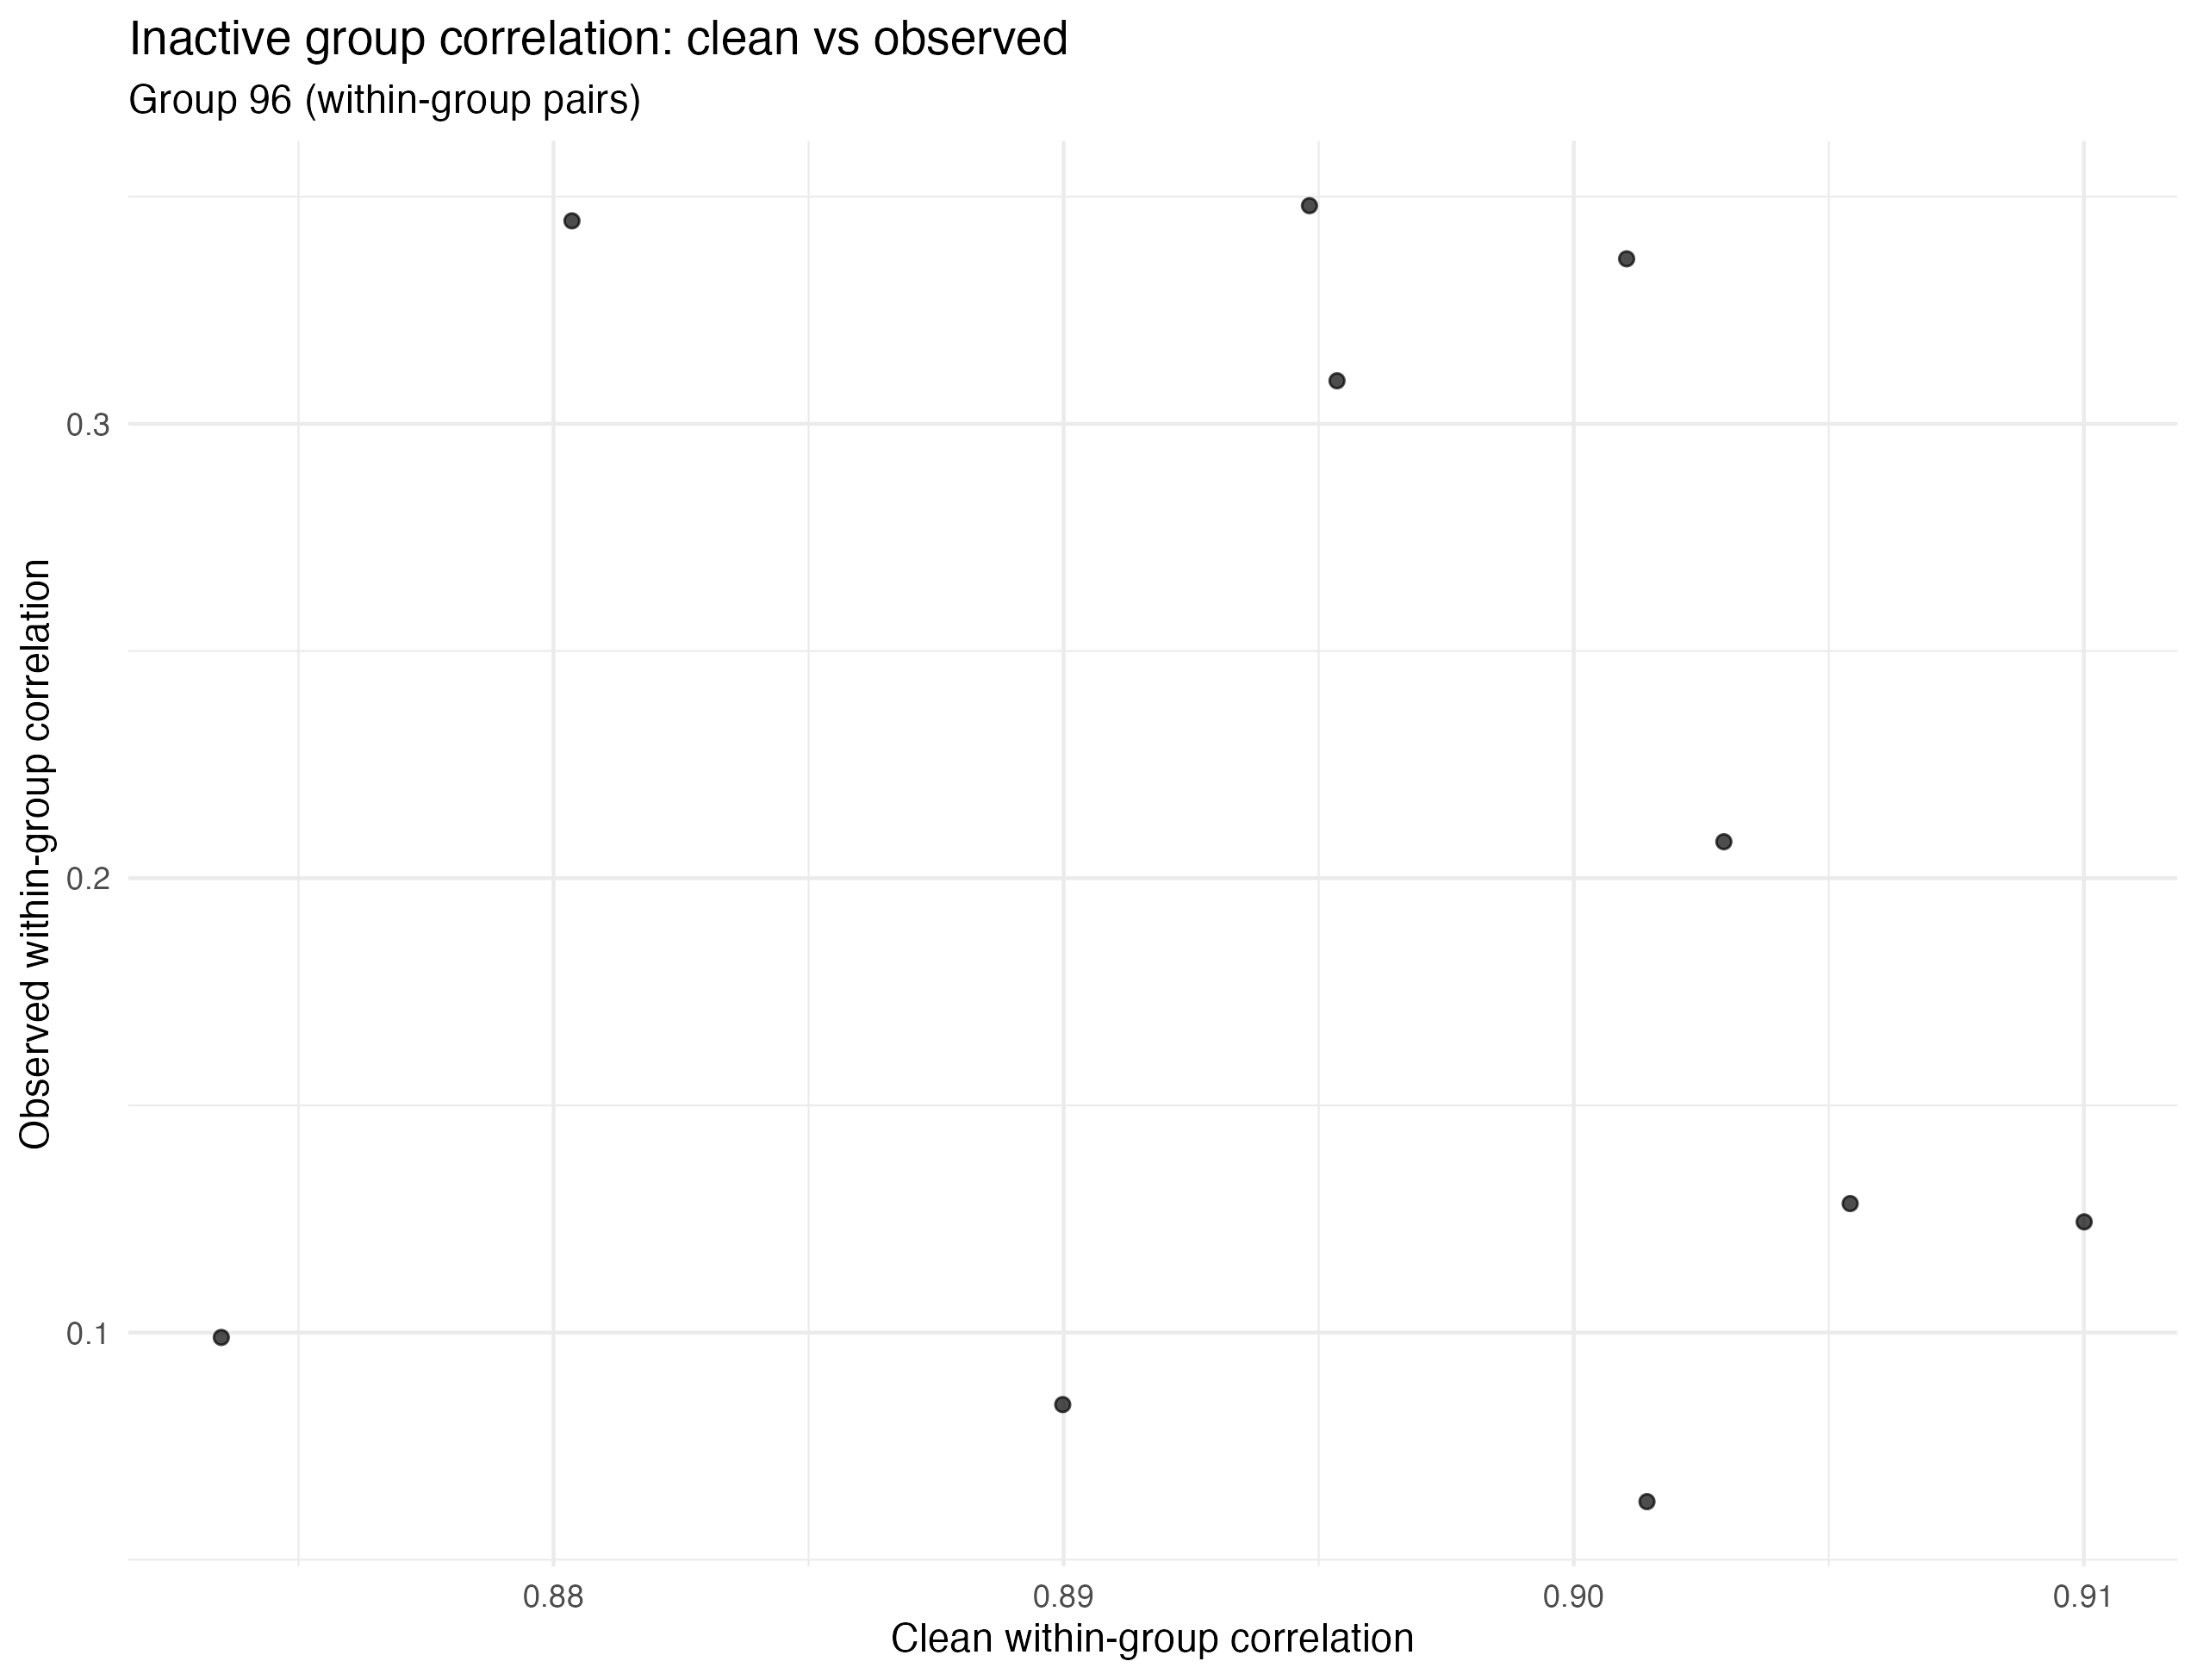 Inactive group correlation: clean vs observed
Group 96 (within-group pairs)
Observed within-group correlation
0.3
0.2
0.1
0.88
0.89
0.90
0.91
Clean within-group correlation